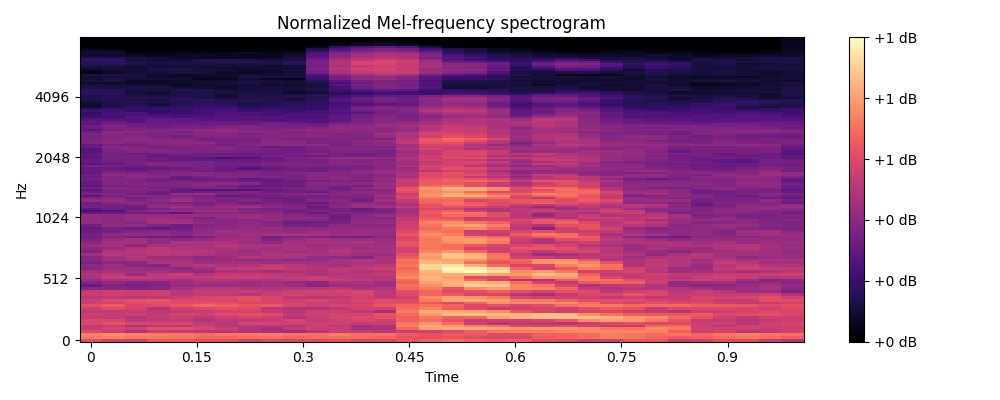 Normalized Mel-frequency spectrogram
Hz
4096
2048
1024
512
0
0 0.15 0.3 0.45 0.6 0.75 0.9
Time
+1 dB
+1 dB
+1 dB
+0 dB
+0 dB
+0 dB